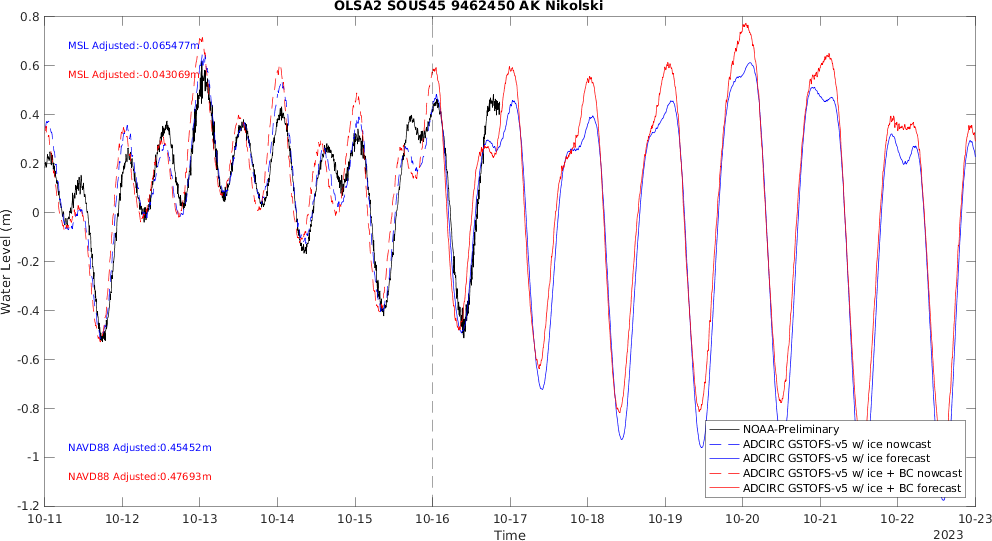 OLSA2 SOUS45 9462450 AK Nikolski
MSL Adjusted:-0.065477m
MSL Adjusted:-0.043069m
NAVD88 Adjusted:0.45452m
NAVD88 Adjusted:0.47693m
0.8
0.6
0.4
0.2
0
-0.2
-0.4
-0.6
-0.8
-1
-1.2
Water Level (m)
NOAA-Preliminary
ADCIRC GSTOFS-v5 w/ ice nowcast
ADCIRC GSTOFS-v5 w/ ice forecast
ADCIRC GSTOFS-v5 w/ ice + BC nowcast
ADCIRC GSTOFS-v5 w/ ice + BC forecast
10-11 10-12 10-13 10-14 10-15 10-16 10-17 10-18 10-19 10-20 10-21 10-22 10-23
Time
2023